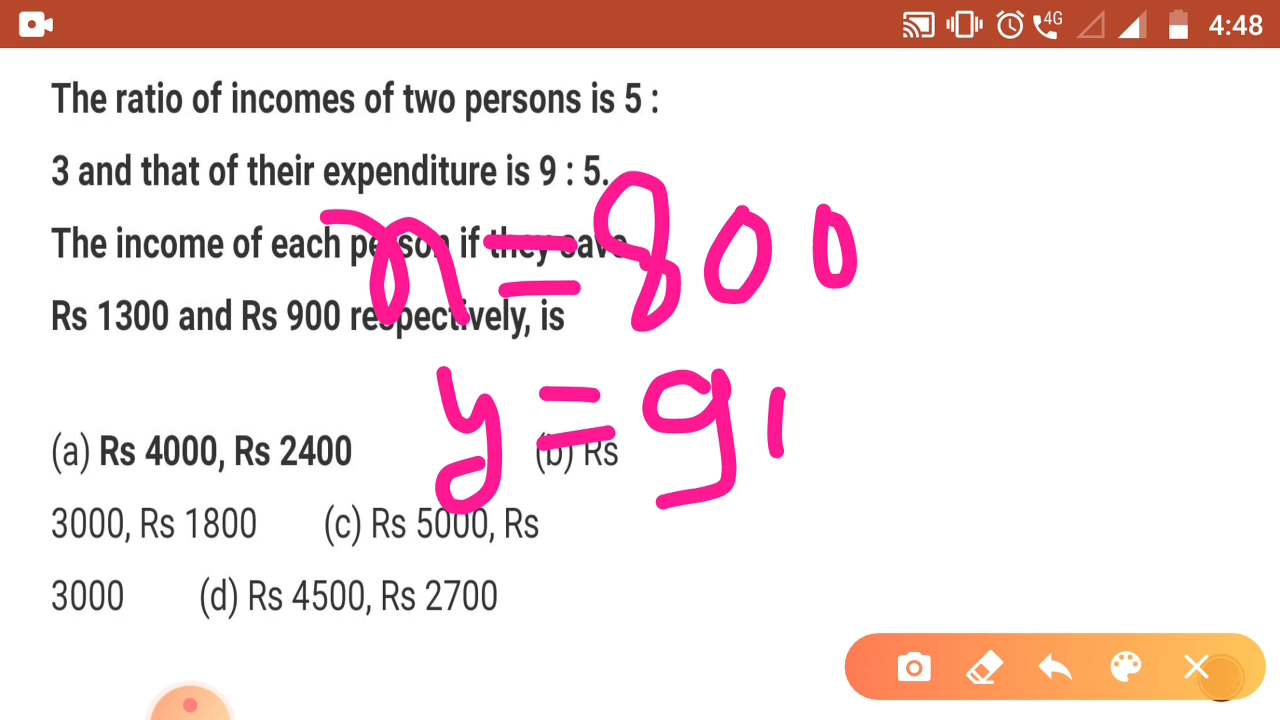 4G 4:48
The ratio of incomes of two persons is 5 :
3 and that of their expenditure is 9 : 5.
The income of each person if they save
Rs 1300 and Rs 900 respectively, is
x=800
y=91
(a) Rs 4000, Rs 2400 (b) Rs
3000, Rs 1800 (c) Rs 5000, Rs
3000 (d) Rs 4500, Rs 2700